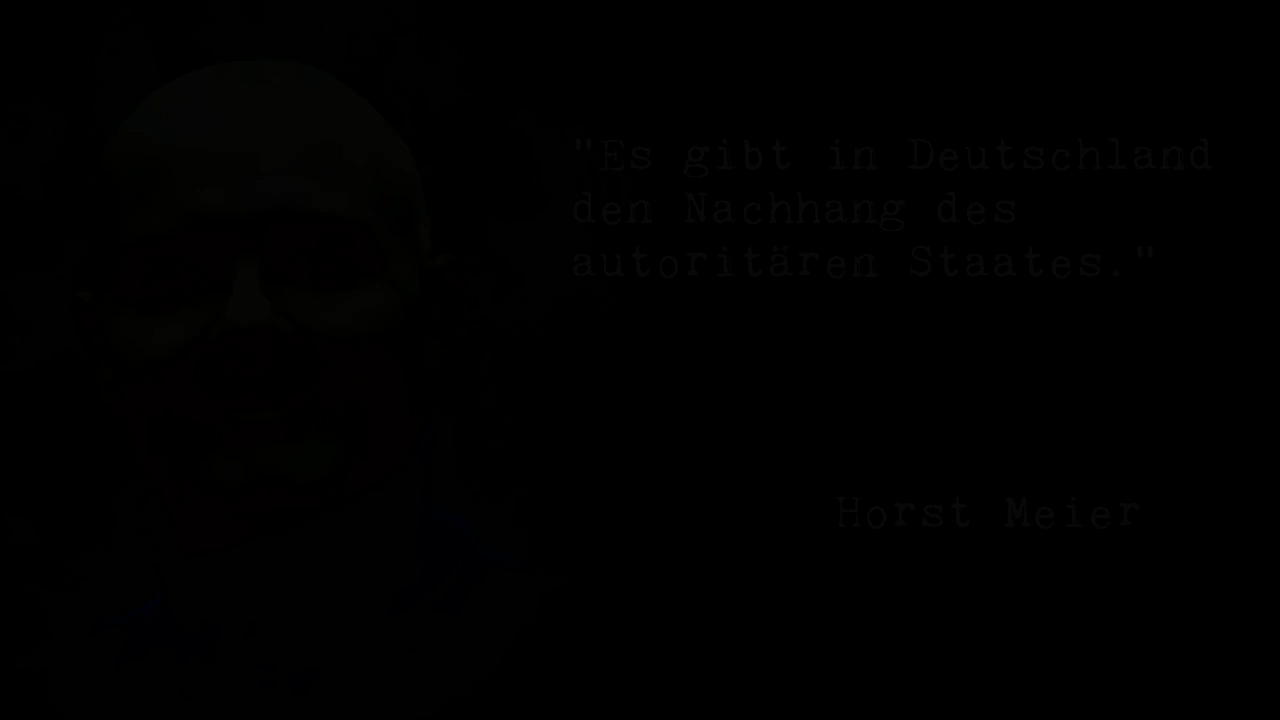 "Es gibt in Deutschland
den Nachhang des
autoritären Staates."
Horst Meier